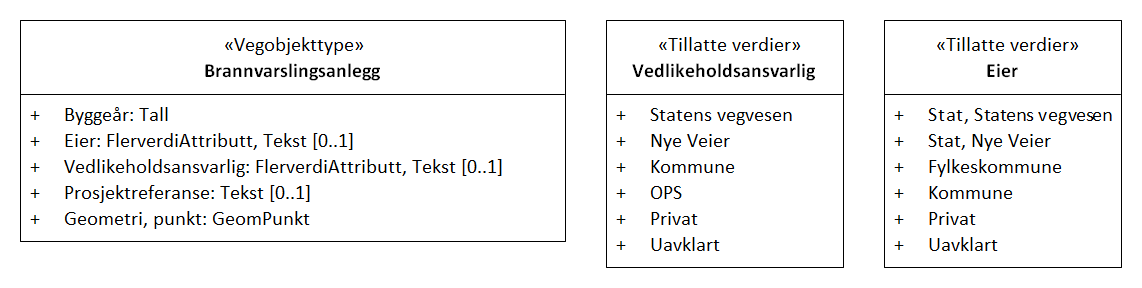 «Vegobjekttype»
Brannvarslingsanlegg
+ Byggeår: Tall
+ Eier: FlerverdiAttributt, Tekst [0..1]
+ Vedlikeholdsansvarlig: FlerverdiAttributt, Tekst [0..1]
+ Prosjektreferanse: Tekst [0..1]
+ Geometri, punkt: GeomPunkt
«Tillatte verdier»
Vedlikeholdsansvarlig
+ Statens vegvesen
+ Nye Veier
+ Kommune
+ OPS
+ Privat
+ Uavklart
«Tillatte verdier»
Eier
+ Stat, Statens vegvesen
+ Stat, Nye Veier
+ Fylkeskommune
+ Kommune
+ Privat
+ Uavklart